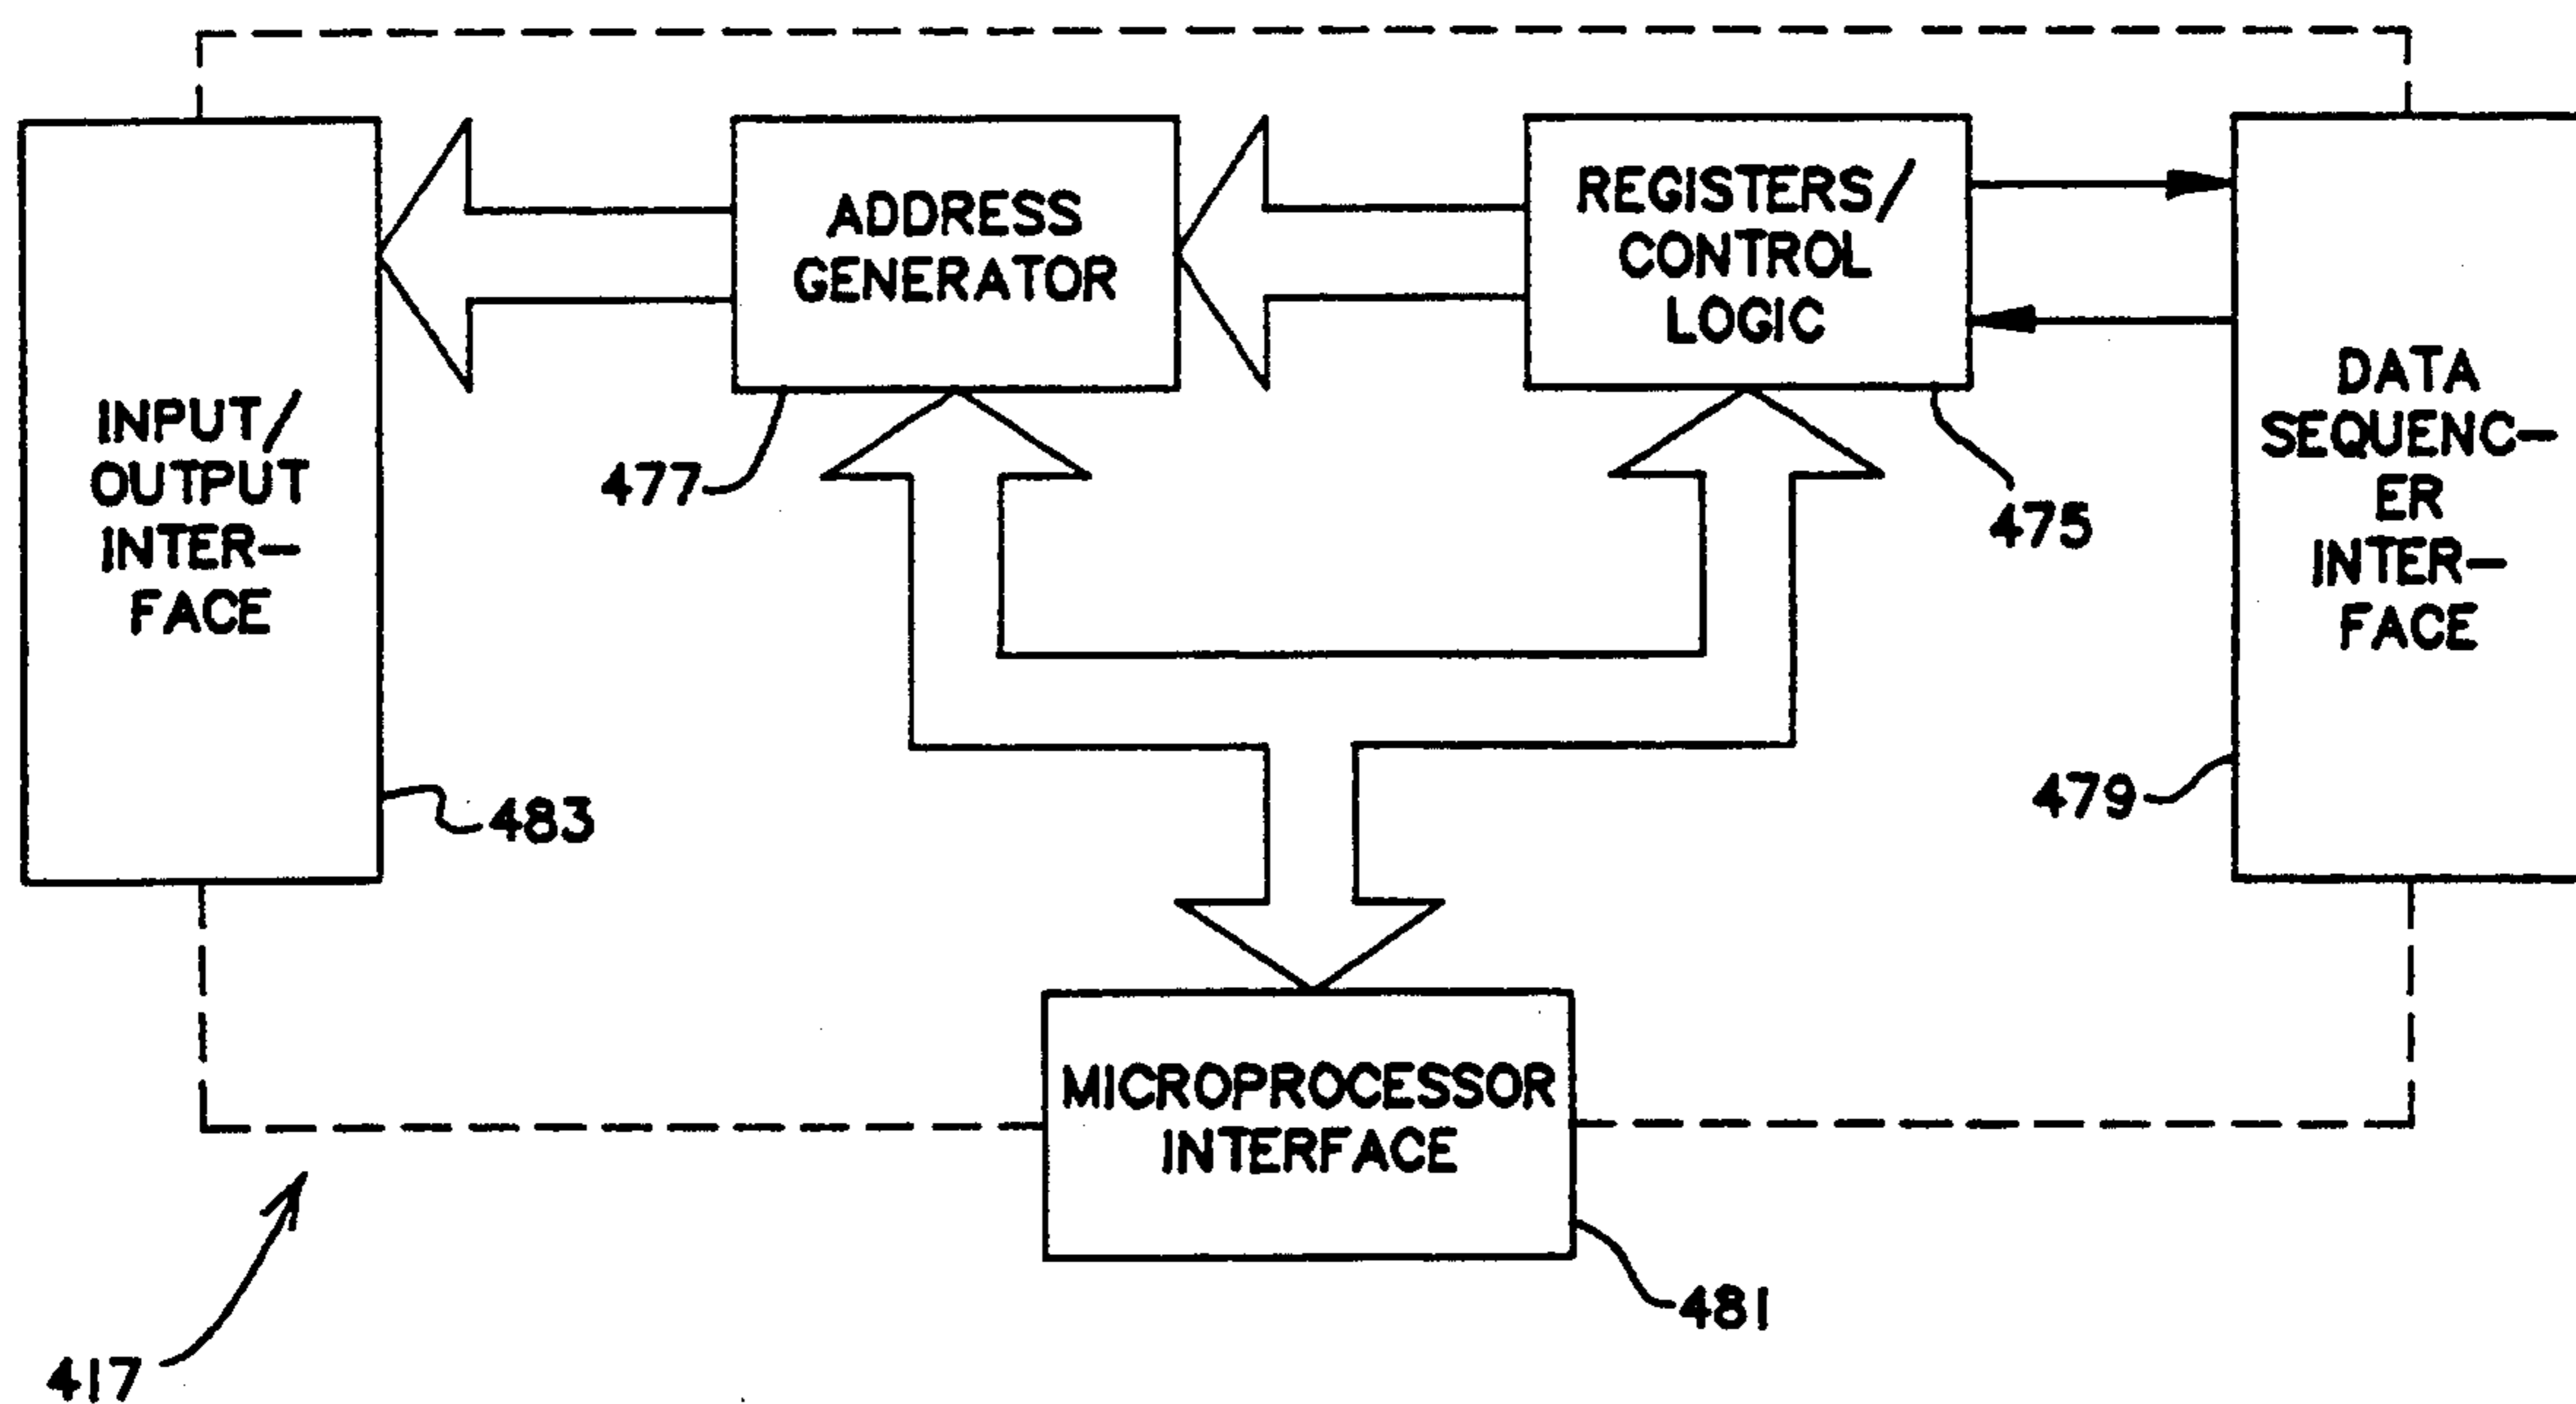 INPUT/
OUTPUT
INTER-
FACE
483
ADDRESS
GENERATOR
477
REGISTERS/
CONTROL
LOGIC
475
DATA
SEQUENC-
ER
INTER-
FACE
479
MICROPROCESSOR
INTERFACE
481
417